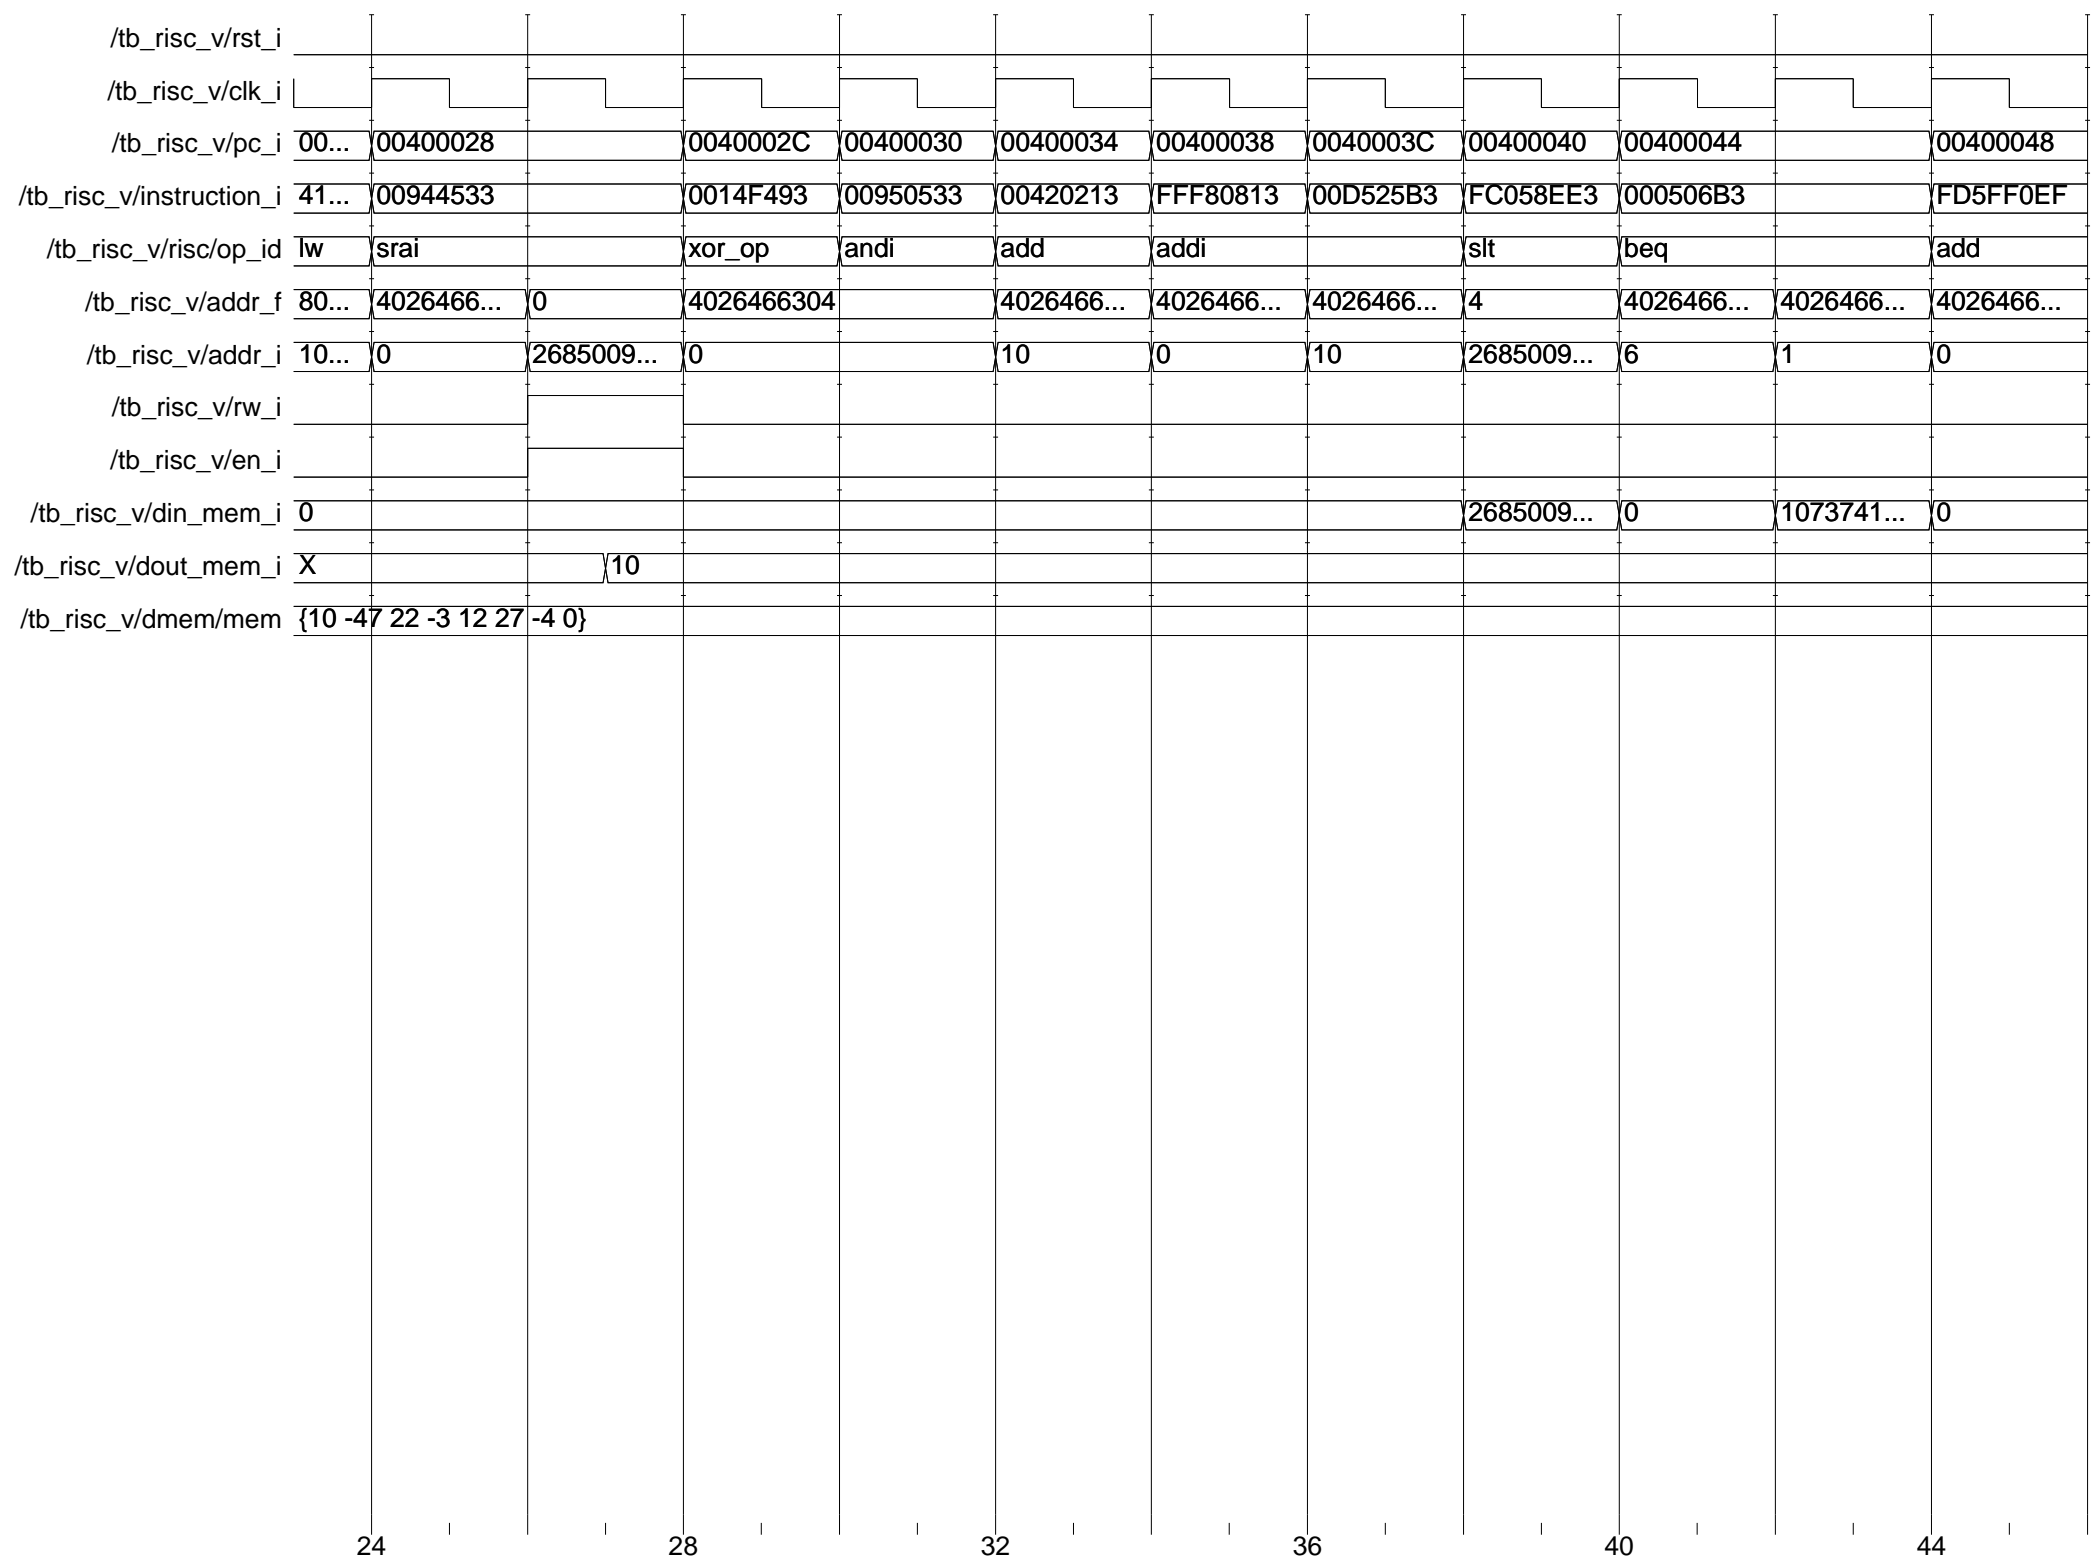 /tb_risc_v/rst_i
/tb_risc_v/clk_i
/tb_risc_v/pc_i 00... 00400028 0040002C 00400030 00400034 00400038 0040003C 00400040 00400044 00400048
/tb_risc_v/instruction_i 41... 00944533 0014F493 00950533 00420213 FFF80813 00D525B3 FC058EE3 000506B3 FD5FF0EF
/tb_risc_v/risc/op_id lw srai xor_op andi add addi slt beq add
/tb_risc_v/addr_f 80... 4026466... 0 4026466304 4026466... 4026466... 4026466... 4 4026466... 4026466... 4026466...
/tb_risc_v/addr_i 10... 0 2685009... 0 10 0 10 2685009... 6 1 0
/tb_risc_v/rw_i
/tb_risc_v/en_i
/tb_risc_v/din_mem_i 0 2685009... 0 1073741... 0
/tb_risc_v/dout_mem_i X 10
/tb_risc_v/dmem/mem {10 -47 22 -3 12 27 -4 0}
24 28 32 36 40 44